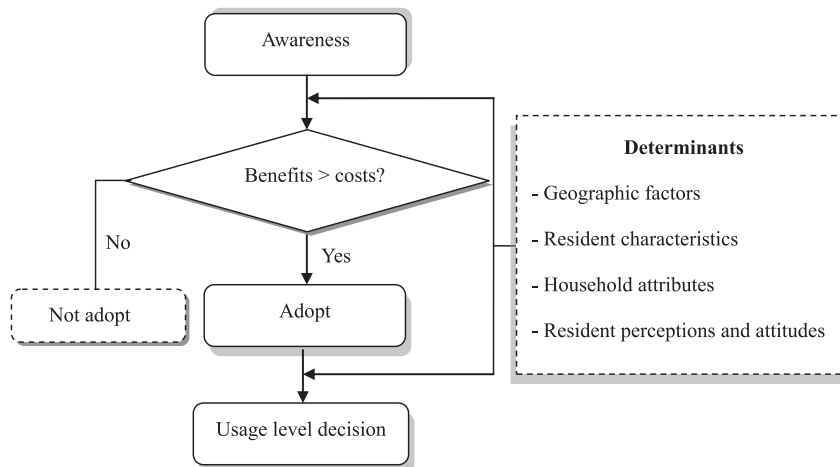 Awareness
Benefits > costs?
No
Yes
Not adopt
Adopt
Usage level decision
Determinants
- Geographic factors
- Resident characteristics
- Household attributes
- Resident perceptions and attitudes